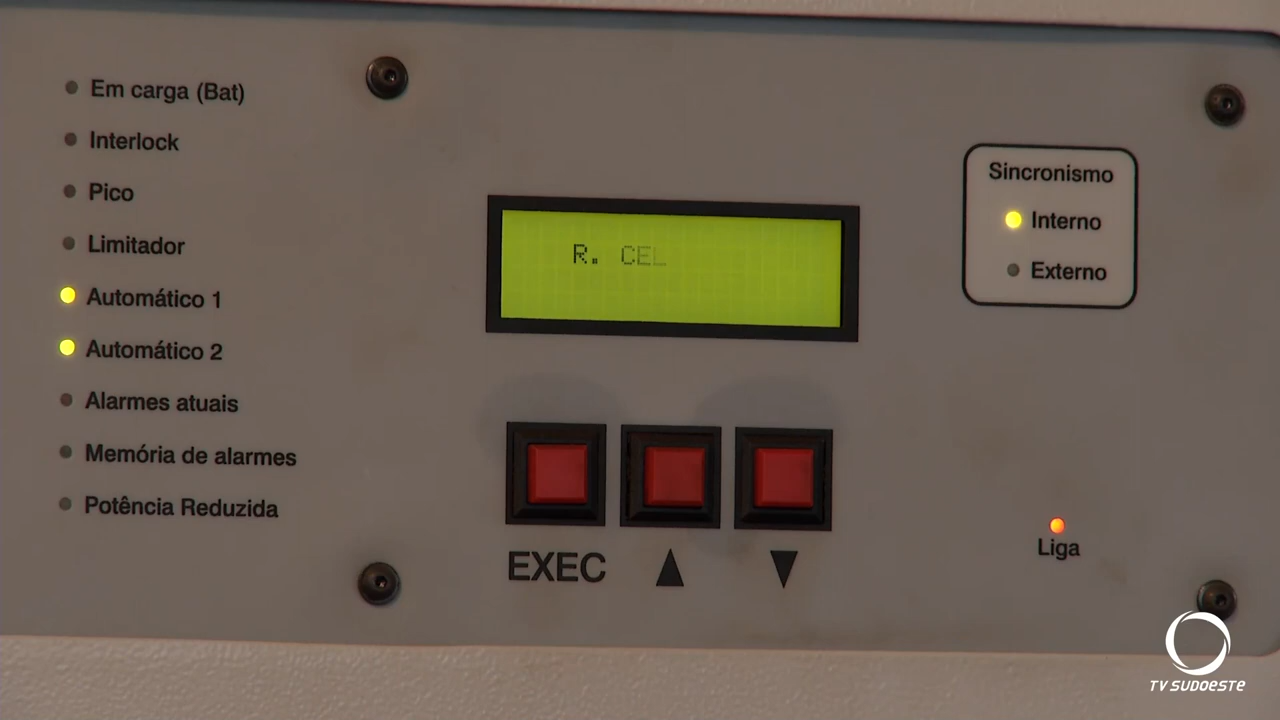 Em carga (Bat)
Interlock
Pico
Limitador
Automático 1
Automático 2
Alarmes atuais
Memória de alarmes
Potência Reduzida
R. CEL
EXEC
Sincronismo
Interno
Externo
Liga
TV SUDOESTE